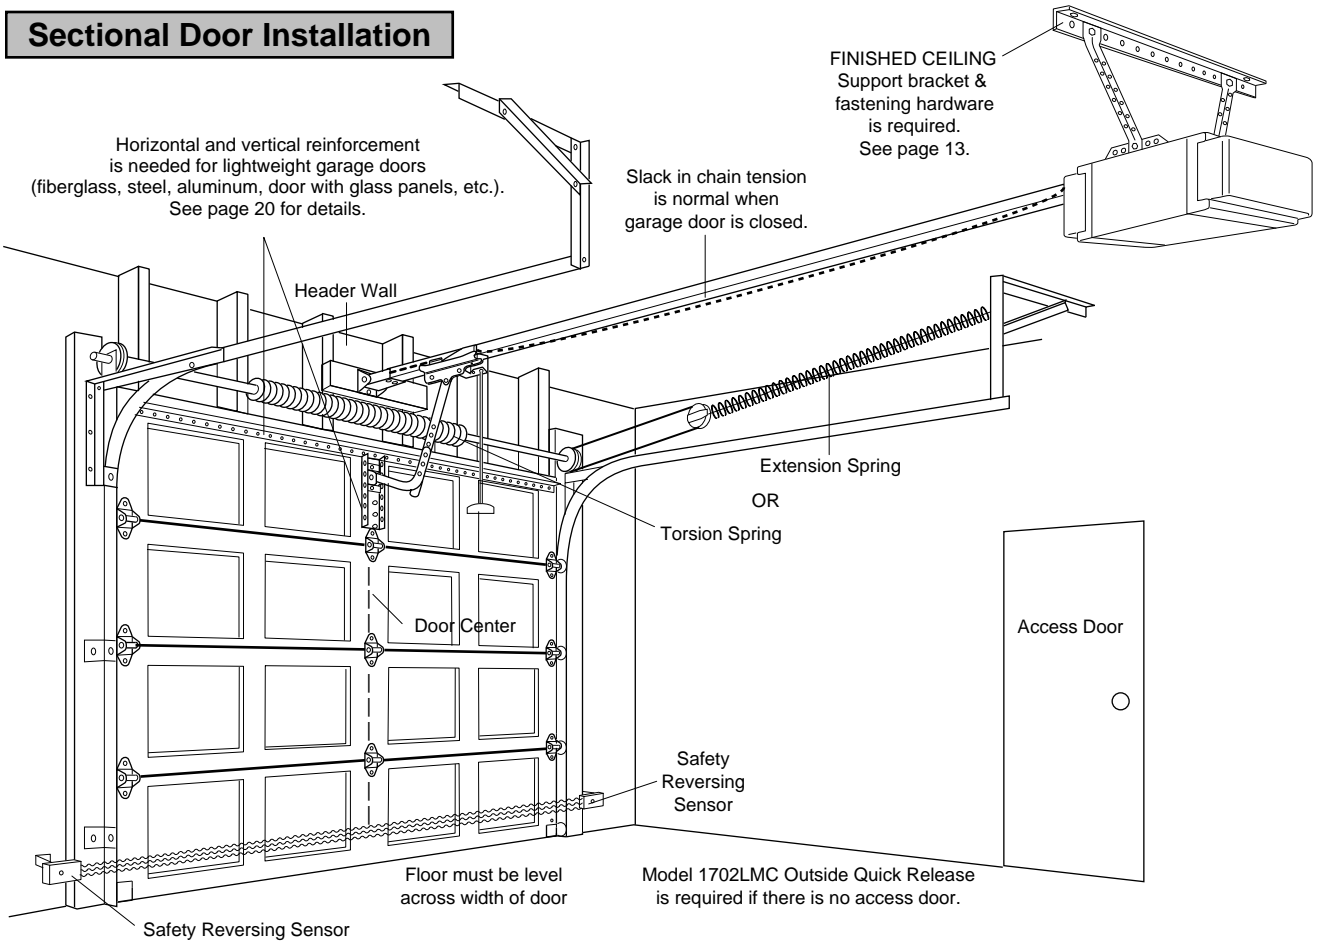 Sectional Door Installation
FINISHED CEILING
Support bracket &
fastening hardware
is required.
See page 13.
Horizontal and vertical reinforcement
is needed for lightweight garage doors
(fiberglass, steel, aluminum, door with glass panels, etc.).
See page 20 for details.
Slack in chain tension
is normal when
garage door is closed.
Header Wall
Extension Spring
OR
Torsion Spring
Door Center
Access Door
Safety
Reversing
Sensor
Floor must be level
across width of door
Model 1702LMC Outside Quick Release
is required if there is no access door.
Safety Reversing Sensor